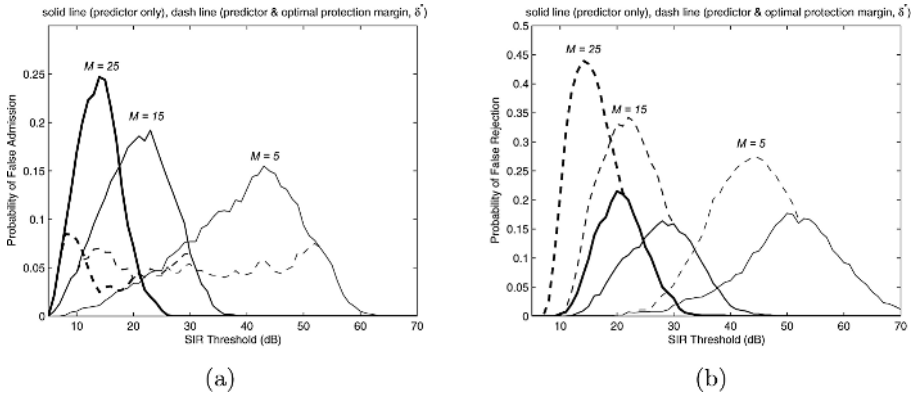 solid line (predictor only), dash line (predictor & optimal protection margin, δ*)
Probability of False Admission
0.25
0.2
0.15
0.1
0.05
0
M = 25
M = 15
M = 5
10 20 30 40 50 60 70
SIR Threshold (dB)
(a)
solid line (predictor only), dash line (predictor & optimal protection margin, δ*)
Probability of False Rejection
0.5
0.45
0.4
0.35
0.3
0.25
0.2
0.15
0.1
0.05
0
M = 25
M = 15
M = 5
10 20 30 40 50 60 70
SIR Threshold (dB)
(b)